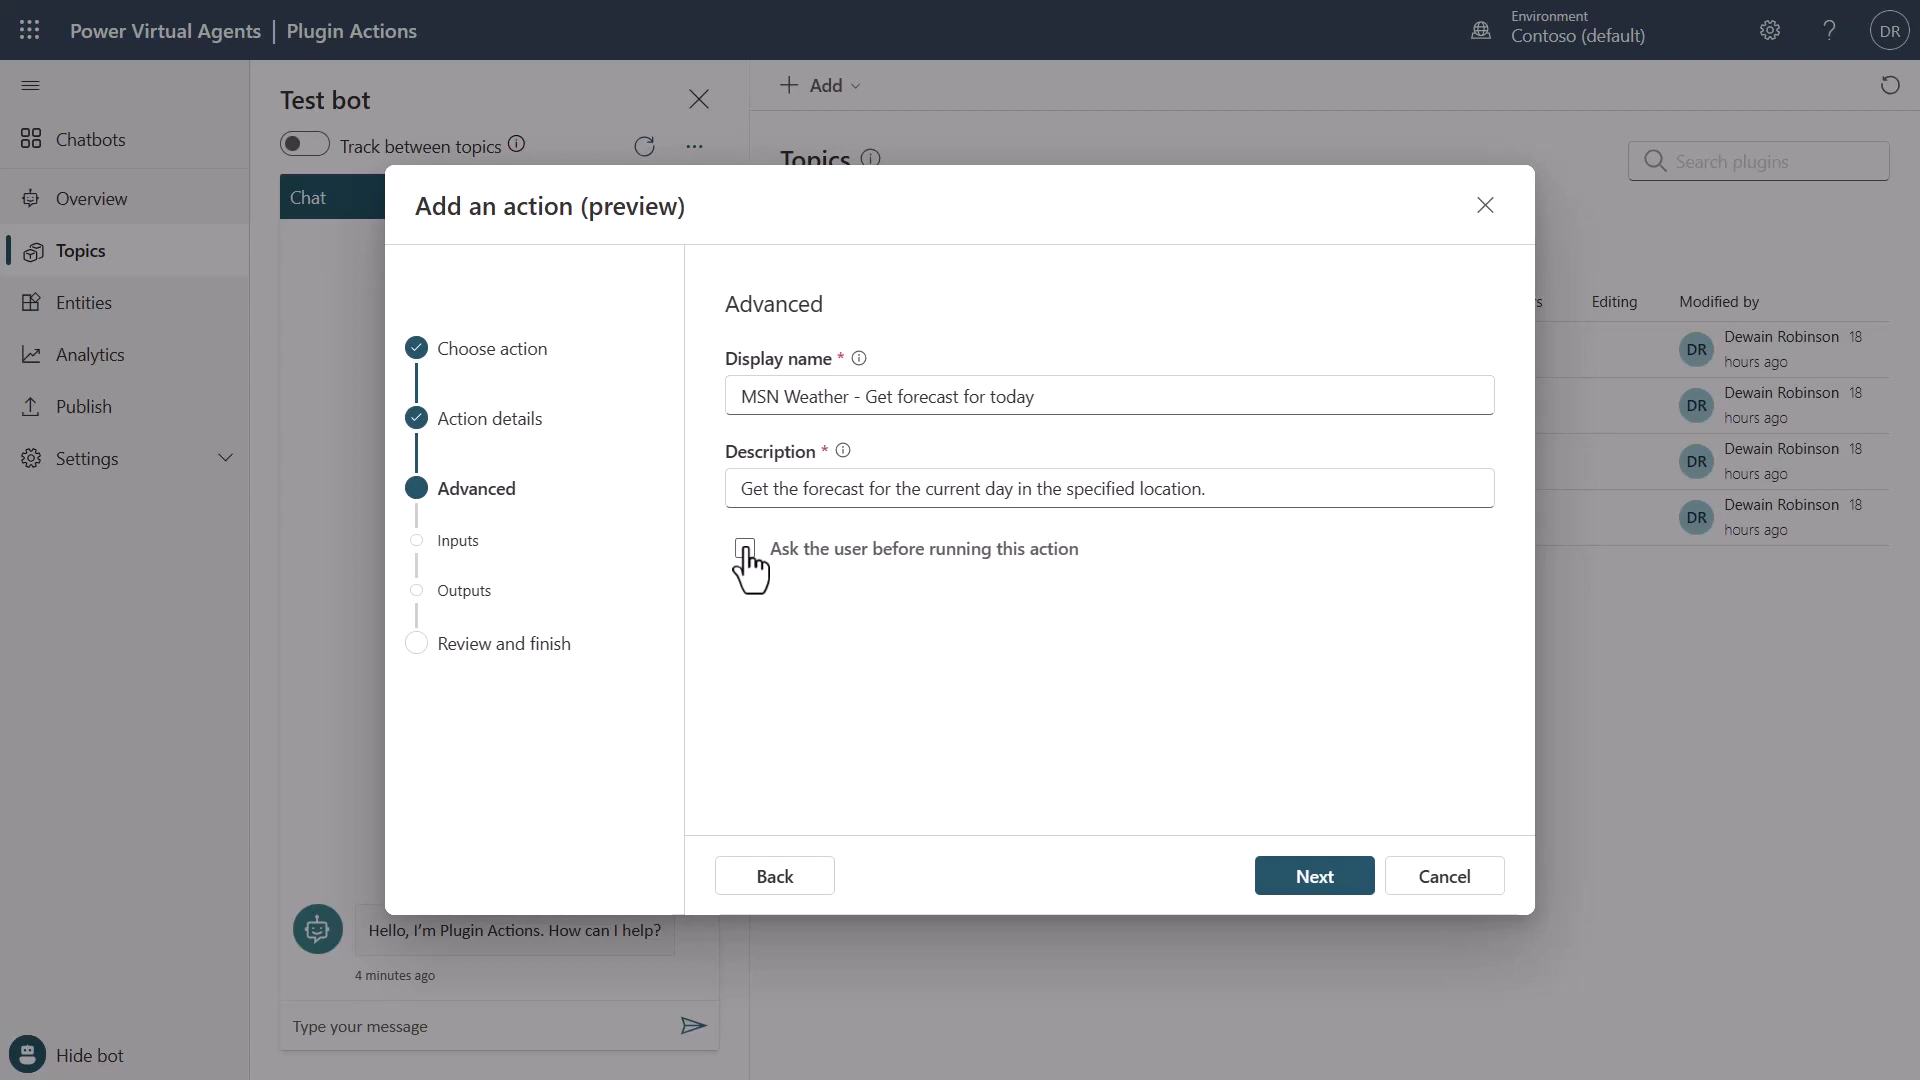 Power Virtual Agents | Plugin Actions
Environment
Contoso (default)
DR
Chatbots
Overview
Topics
Entities
Analytics
Publish
Settings
Hide bot
Test bot
Track between topics
Chat
Hello, I'm Plugin Actions. How can I help?
4 minutes ago
Type your message
Add
Topics
Search plugins
Editing
Modified by
DR
Dewain Robinson 18
hours ago
DR
Dewain Robinson 18
hours ago
DR
Dewain Robinson 18
hours ago
DR
Dewain Robinson 18
hours ago
Add an action (preview)
Choose action
Action details
Advanced
Inputs
Outputs
Review and finish
Advanced
Display name *
MSN Weather - Get forecast for today
Description *
Get the forecast for the current day in the specified location.
Ask the user before running this action
Back
Next
Cancel